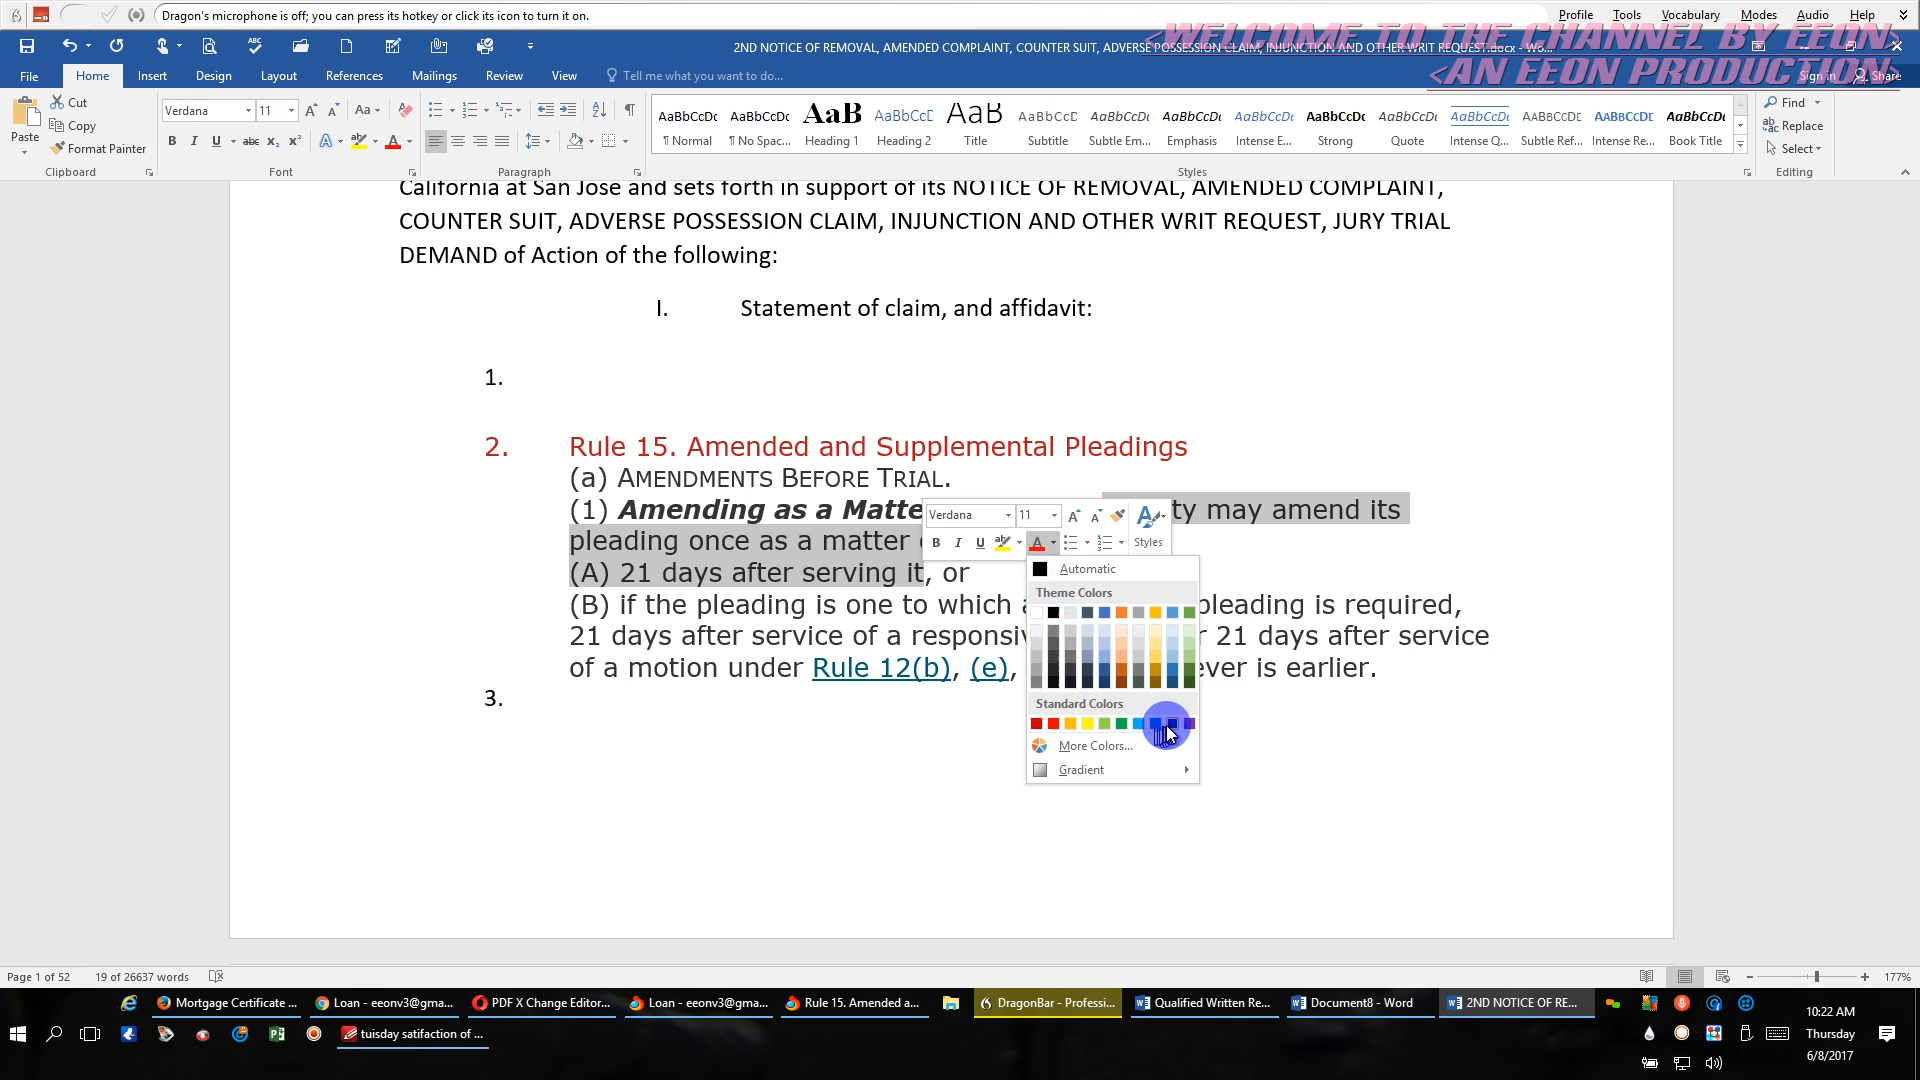 Dragon's microphone is off; you can press its hotkey or click its icon to turn it on.
Profile Tools Vocabulary Modes Audio Help
<WELCOME TO THE CHANNEL BY EEON>
<AN EEON PRODUCTION>
2ND NOTICE OF REMOVAL, AMENDED COMPLAINT, COUNTER SUIT, ADVERSE POSSESSION CLAIM, INJUNCTION AND OTHER WRIT REQUEST.docx - Wo...
File Home Insert Design Layout References Mailings Review View Tell me what you want to do... Sign in Share
Paste Cut Copy Format Painter
Verdana 11 Aa
B I U abc X2 X2
AaBbCcDc AaBbCcDc AaB AaBbCcD AaB AaBbCcD AaBbCcDc AaBbCcDc AaBbCcDc AaBbCcDc AaBbCcDc AaBbCcDc AABBCCDE AABBCCDE AaBbCcDc
¶ Normal ¶ No Spac... Heading 1 Heading 2 Title Subtitle Subtle Em... Emphasis Intense E... Strong Quote Intense Q... Subtle Ref... Intense Re... Book Title
Find Replace Select
Clipboard Font Paragraph Styles Editing
California at San Jose and sets forth in support of its NOTICE OF REMOVAL, AMENDED COMPLAINT,
COUNTER SUIT, ADVERSE POSSESSION CLAIM, INJUNCTION AND OTHER WRIT REQUEST, JURY TRIAL
DEMAND of Action of the following:
I. Statement of claim, and affidavit:
1.
2. Rule 15. Amended and Supplemental Pleadings
(a) AMENDMENTS BEFORE TRIAL.
(1) Amending as a Matte ty may amend its
pleading once as a matter
(A) 21 days after serving it, or
(B) if the pleading is one to which pleading is required,
21 days after service of a responsiv 21 days after service
of a motion under Rule 12(b), (e), ever is earlier.
3.
Verdana 11
B I U ab A Styles
Automatic
Theme Colors
Standard Colors
More Colors...
Gradient
Page 1 of 52 19 of 26637 words 177%
Mortgage Certificate ... Loan - eeonv3@gma... PDF X Change Editor... Loan - eeonv3@gma... Rule 15. Amended a... DragonBar - Professi... Qualified Written Re... Document8 - Word 2ND NOTICE OF RE...
tuisday satifaction of ...
10:22 AM
Thursday
6/8/2017